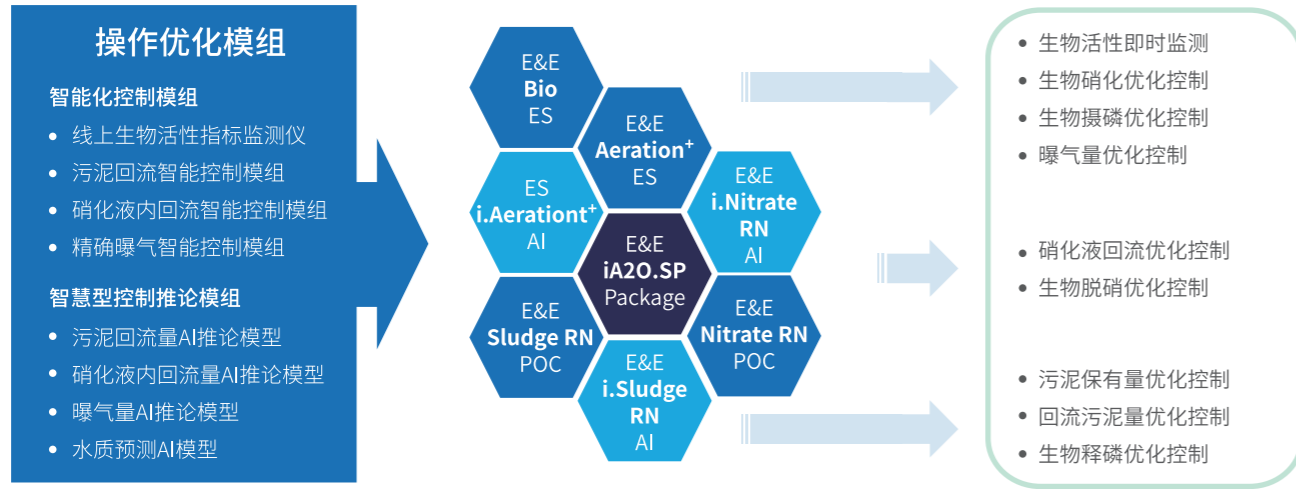 操作优化模组
智能化控制模组
• 线上生物活性指标监测仪
• 污泥回流智能控制模组
• 硝化液内回流智能控制模组
• 精确曝气智能控制模组
智慧型控制推论模组
• 污泥回流量AI推论模型
• 硝化液内回流量AI推论模型
• 曝气量AI推论模型
• 水质预测AI模型
E&E
Bio
ES
E&E
Aeration⁺
ES
ES
i.Aerationt⁺
AI
E&E
i.Nitrate
RN
AI
E&E
iA2O.SP
Package
E&E
Sludge RN
POC
E&E
Nitrate RN
POC
E&E
i.Sludge
RN
AI
• 生物活性即时监测
• 生物硝化优化控制
• 生物摄磷优化控制
• 曝气量优化控制
• 硝化液回流优化控制
• 生物脱硝优化控制
• 污泥保有量优化控制
• 回流污泥量优化控制
• 生物释磷优化控制